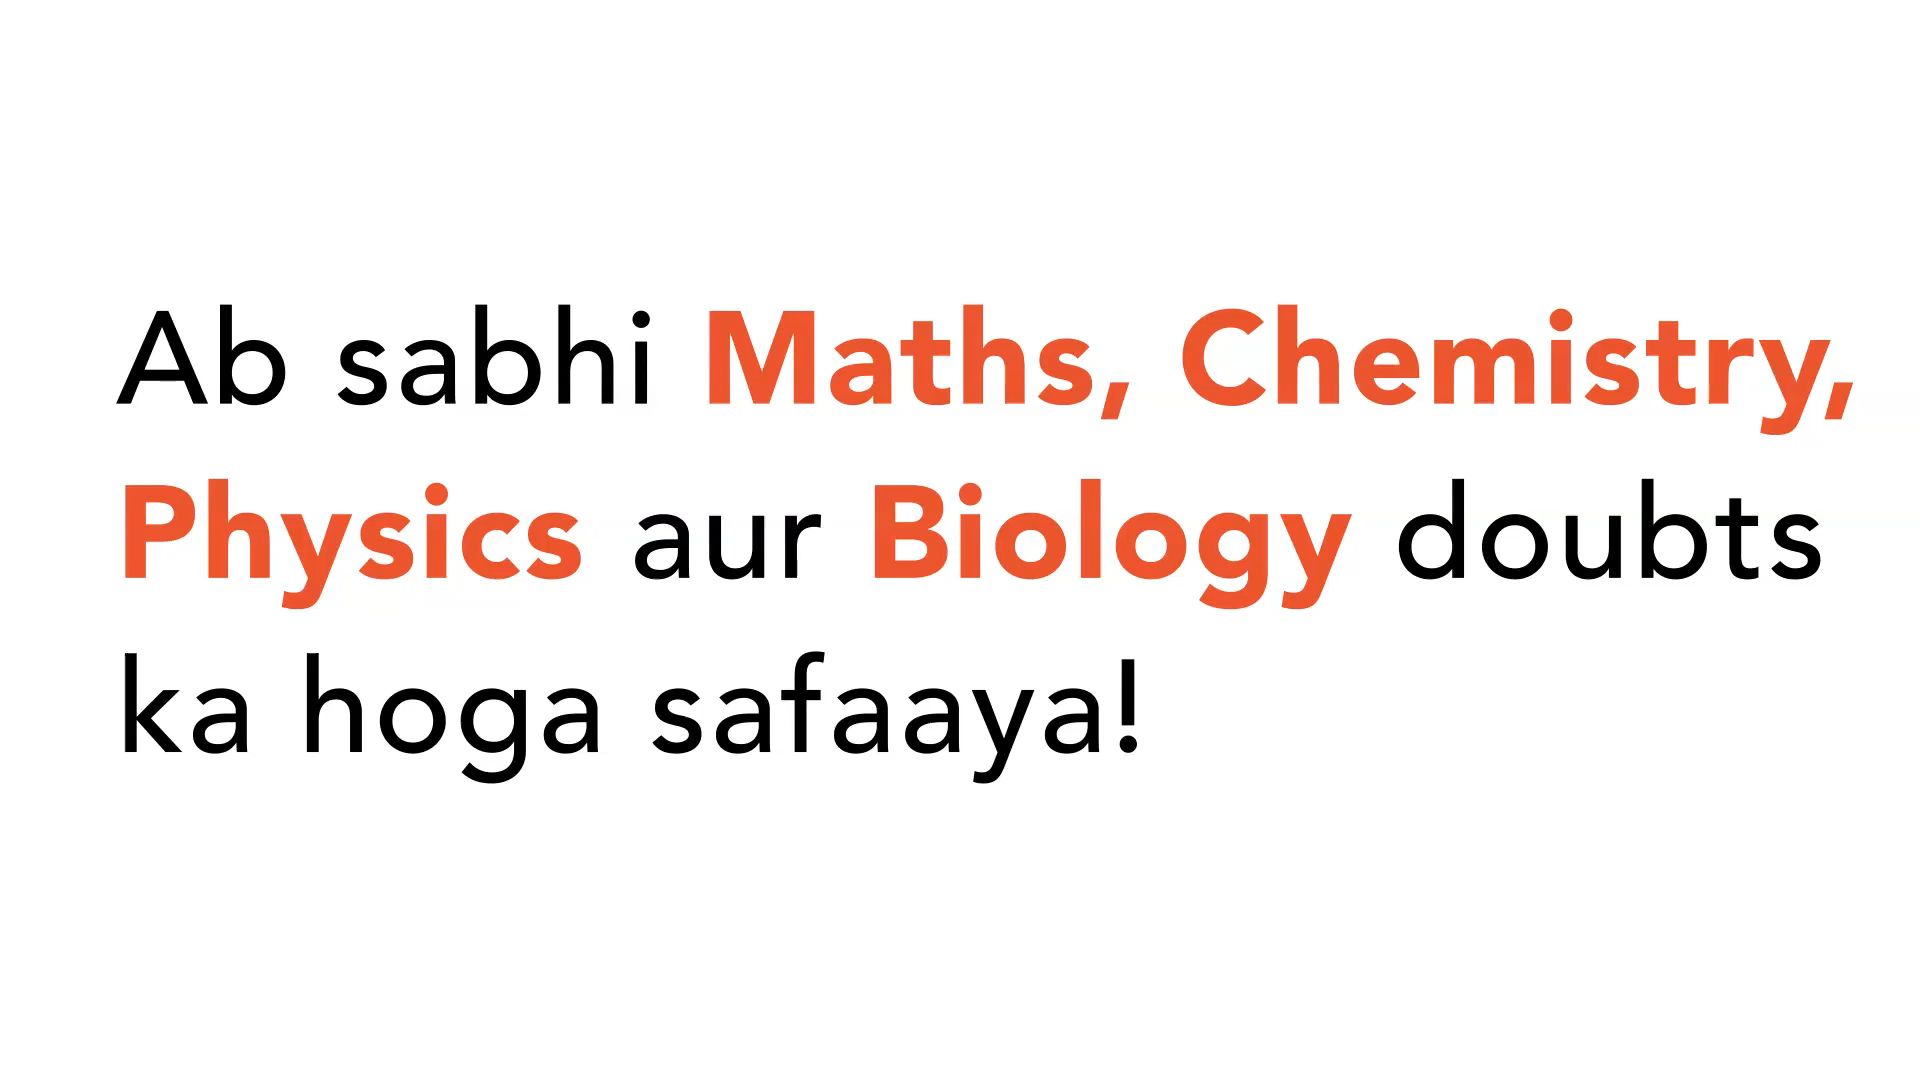 Ab sabhi Maths, Chemistry,
Physics aur Biology doubts
ka hoga safaaya!